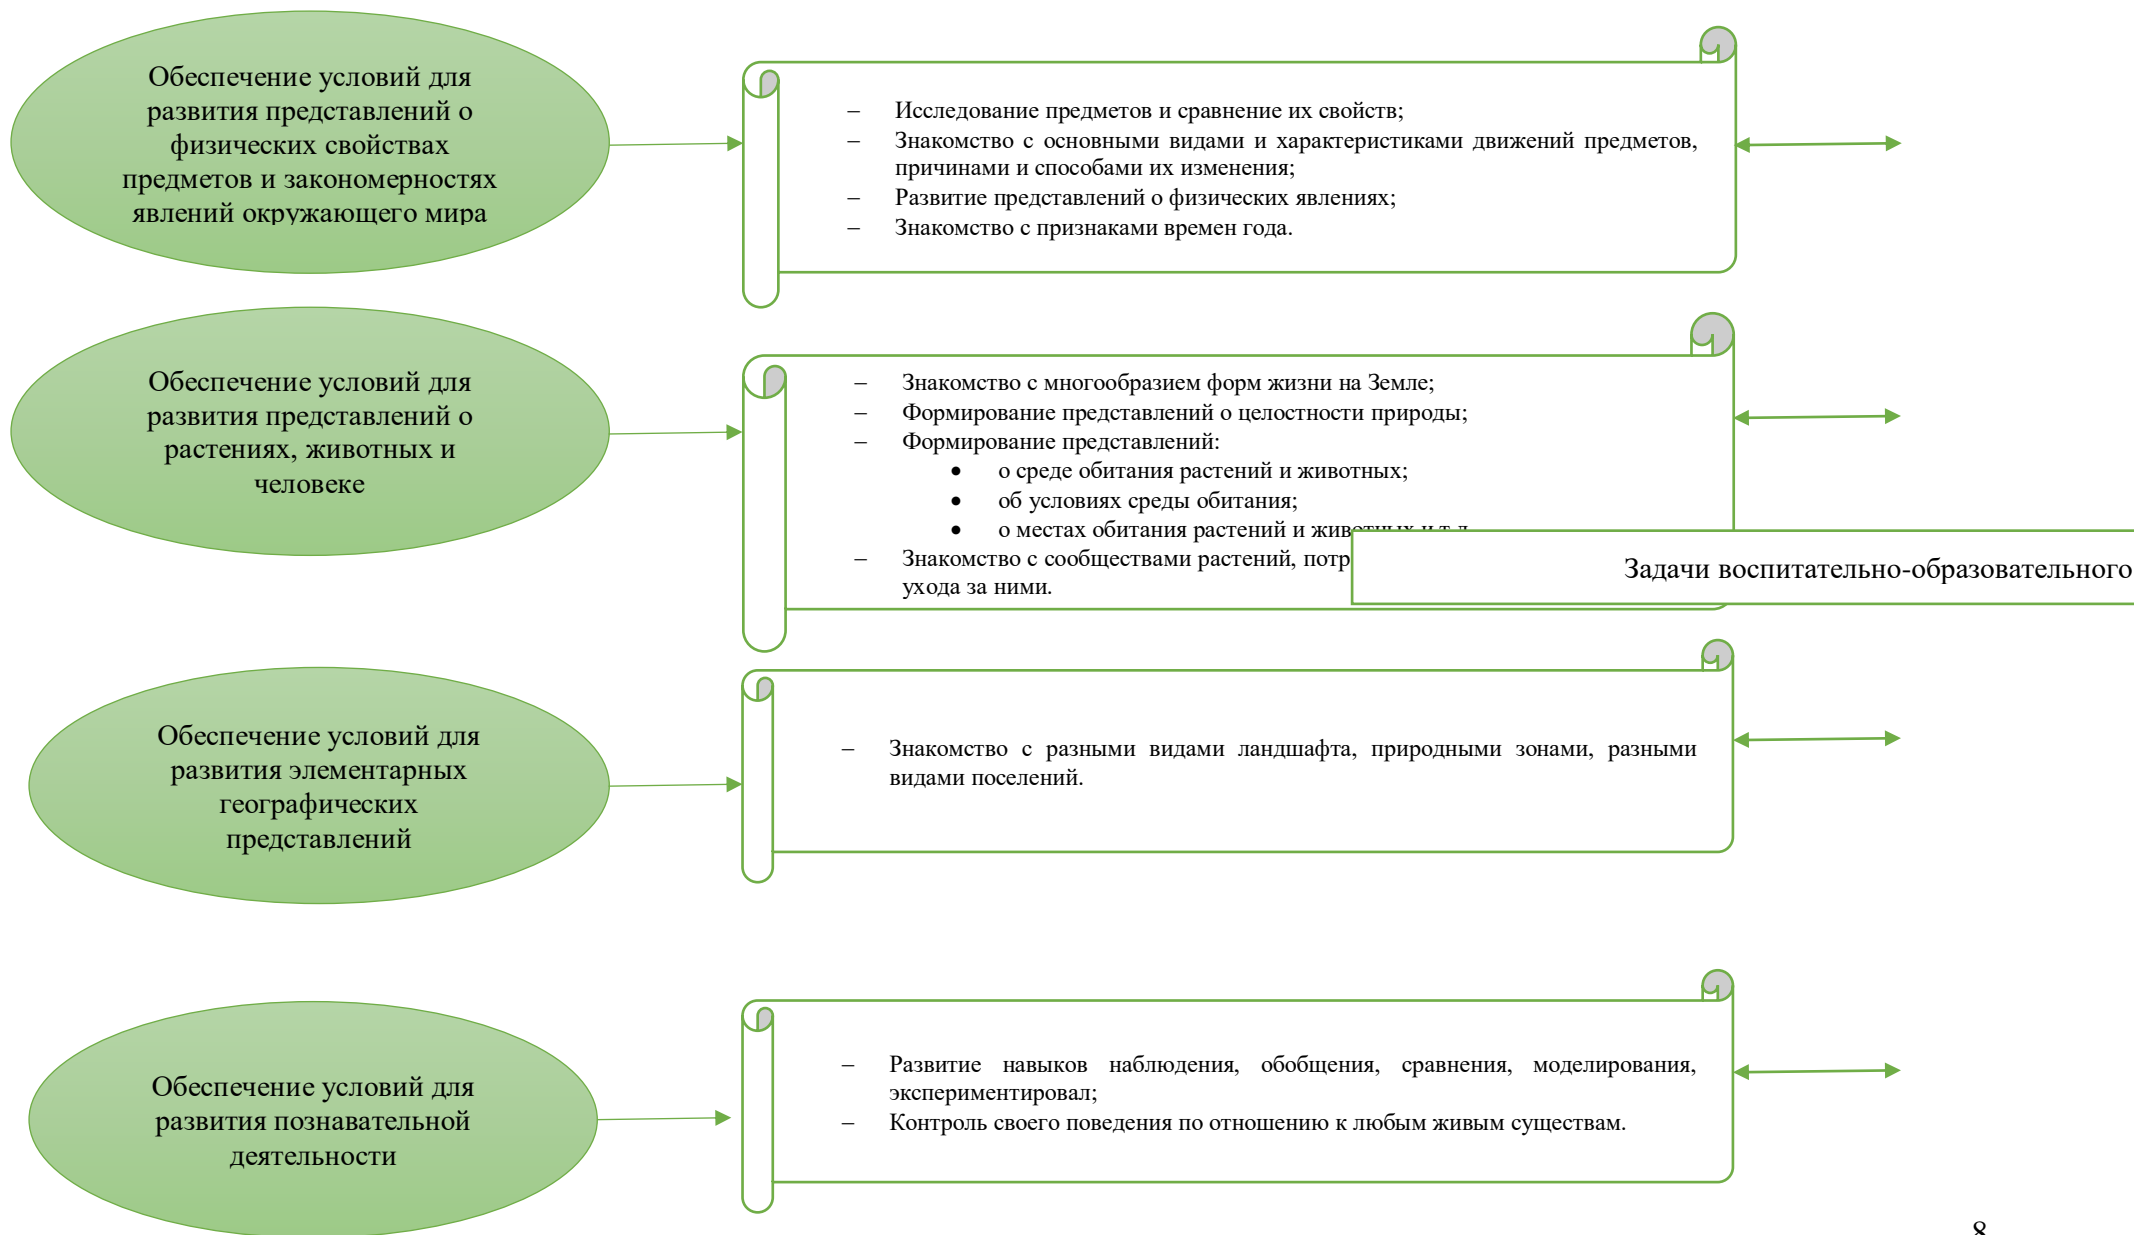 Обеспечение условий для
развития представлений о
физических свойствах
предметов и закономерностях
явлений окружающего мира
– Исследование предметов и сравнение их свойств;
– Знакомство с основными видами и характеристиками движений предметов,
причинами и способами их изменения;
– Развитие представлений о физических явлениях;
– Знакомство с признаками времен года.
Обеспечение условий для
развития представлений о
растениях, животных и
человеке
– Знакомство с многообразием форм жизни на Земле;
– Формирование представлений о целостности природы;
– Формирование представлений:
• о среде обитания растений и животных;
• об условиях среды обитания;
• о местах обитания растений и животных и т.д.
– Знакомство с сообществами растений, потр
ухода за ними.
Задачи воспитательно-образовательного
Обеспечение условий для
развития элементарных
географических
представлений
– Знакомство с разными видами ландшафта, природными зонами, разными
видами поселений.
Обеспечение условий для
развития познавательной
деятельности
– Развитие навыков наблюдения, обобщения, сравнения, моделирования,
экспериментировал;
– Контроль своего поведения по отношению к любым живым существам.
8